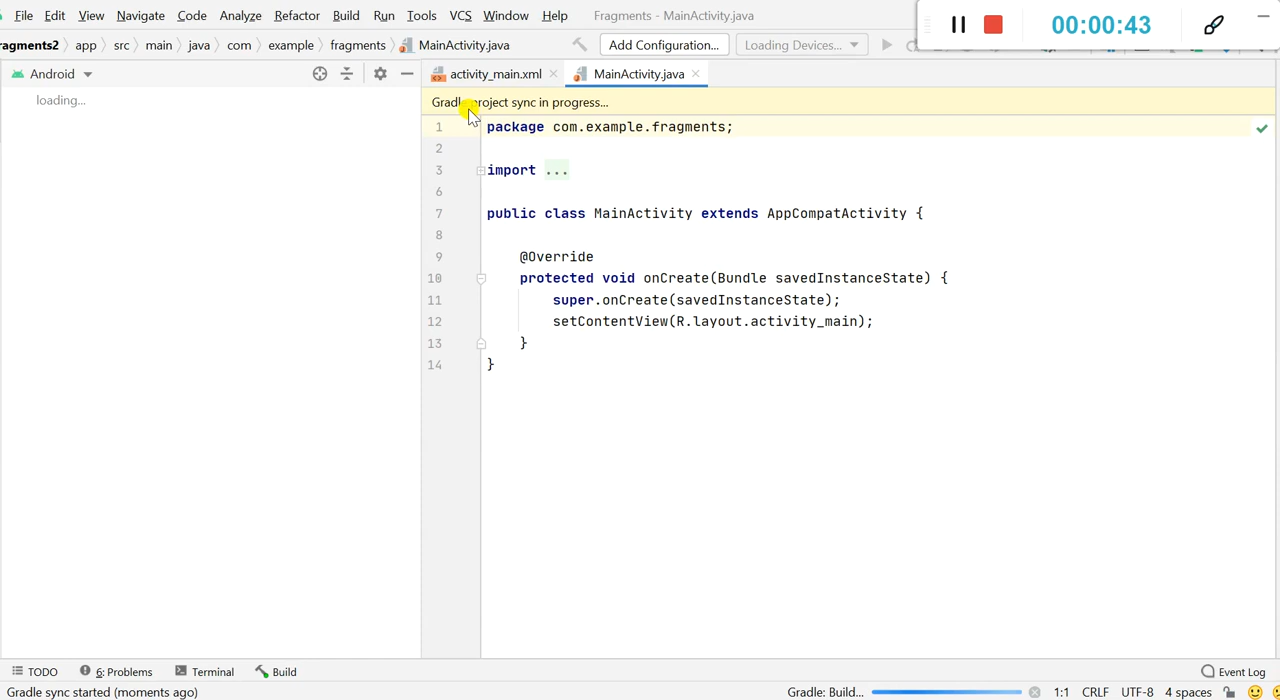 File Edit View Navigate Code Analyze Refactor Build Run Tools VCS Window Help Fragments - MainActivity.java
00:00:43
ragments2 app src main java com example fragments MainActivity.java Add Configuration... Loading Devices...
Android activity_main.xml MainActivity.java
loading...
Gradle project sync in progress...
1 package com.example.fragments;
2
3 import ...
6
7 public class MainActivity extends AppCompatActivity {
8
9 @Override
10 protected void onCreate(Bundle savedInstanceState) {
11 super.onCreate(savedInstanceState);
12 setContentView(R.layout.activity_main);
13 }
14 }
TODO 6: Problems Terminal Build Event Log
Gradle sync started (moments ago) Gradle: Build... 1:1 CRLF UTF-8 4 spaces